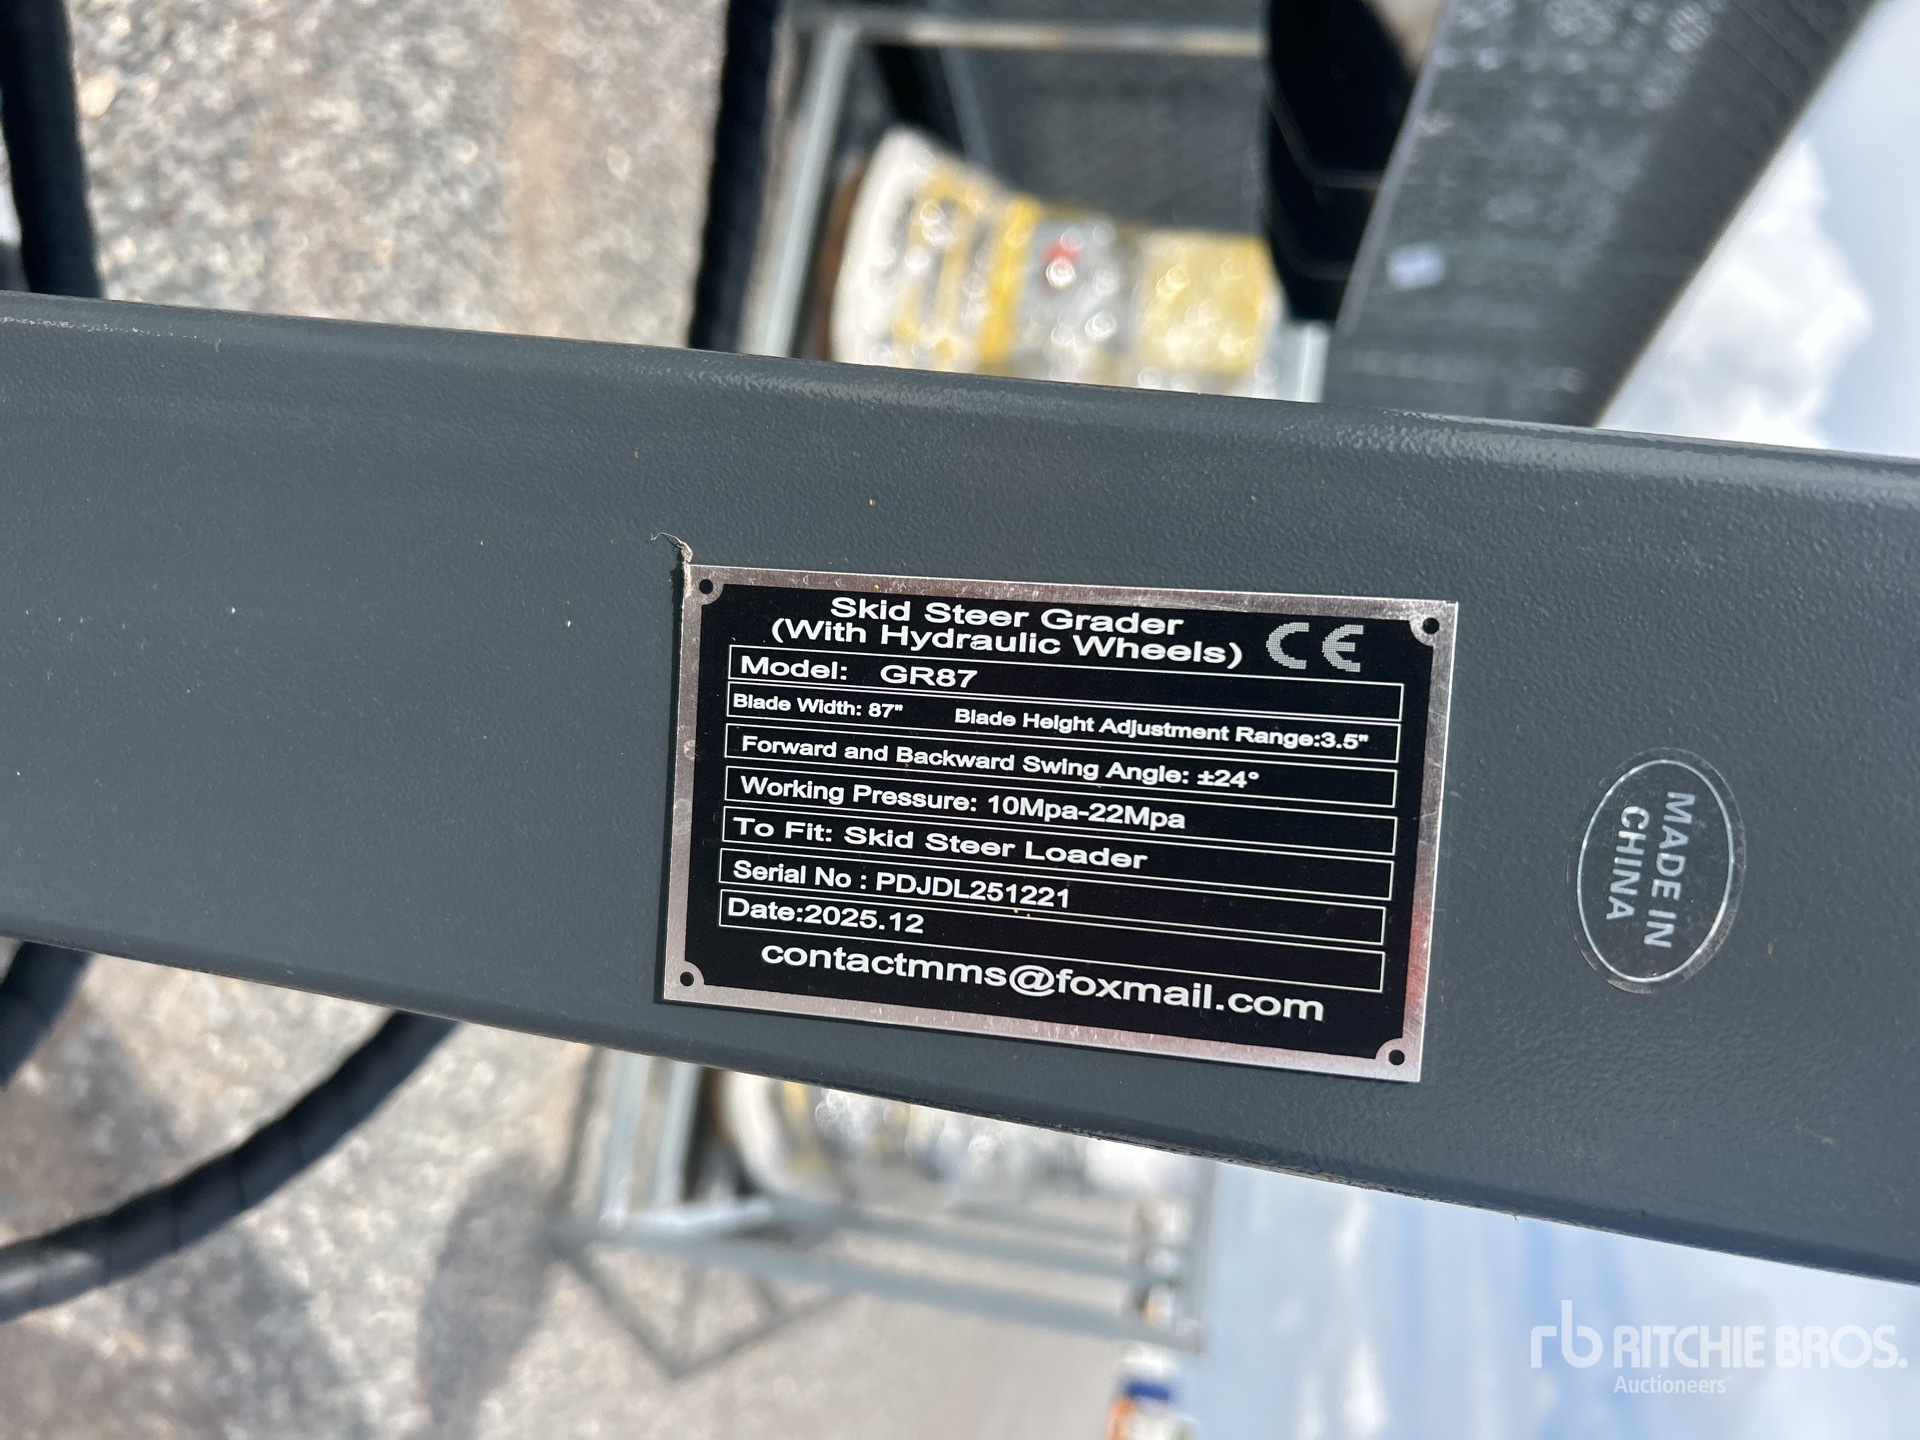 Skid Steer Grader
(With Hydraulic Wheels) CE
Model: GR87
Blade Width: 87" Blade Height Adjustment Range:3.5"
Forward and Backward Swing Angle: ±24°
Working Pressure: 10Mpa-22Mpa
To Fit: Skid Steer Loader
Serial No : PDJDL251221
Date:2025.12
contactmms@foxmail.com
MADE IN
CHINA
rb RITCHIE BROS.
Auctioneers